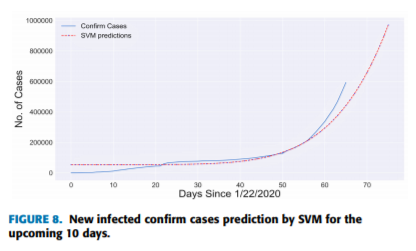 1000000
Confirm Cases
SVM predictions
800000
600000
400000
200000
0
No. of Cases
0 10 20 30 40 50 60 70
Days Since 1/22/2020
FIGURE 8. New infected confirm cases prediction by SVM for the
upcoming 10 days.